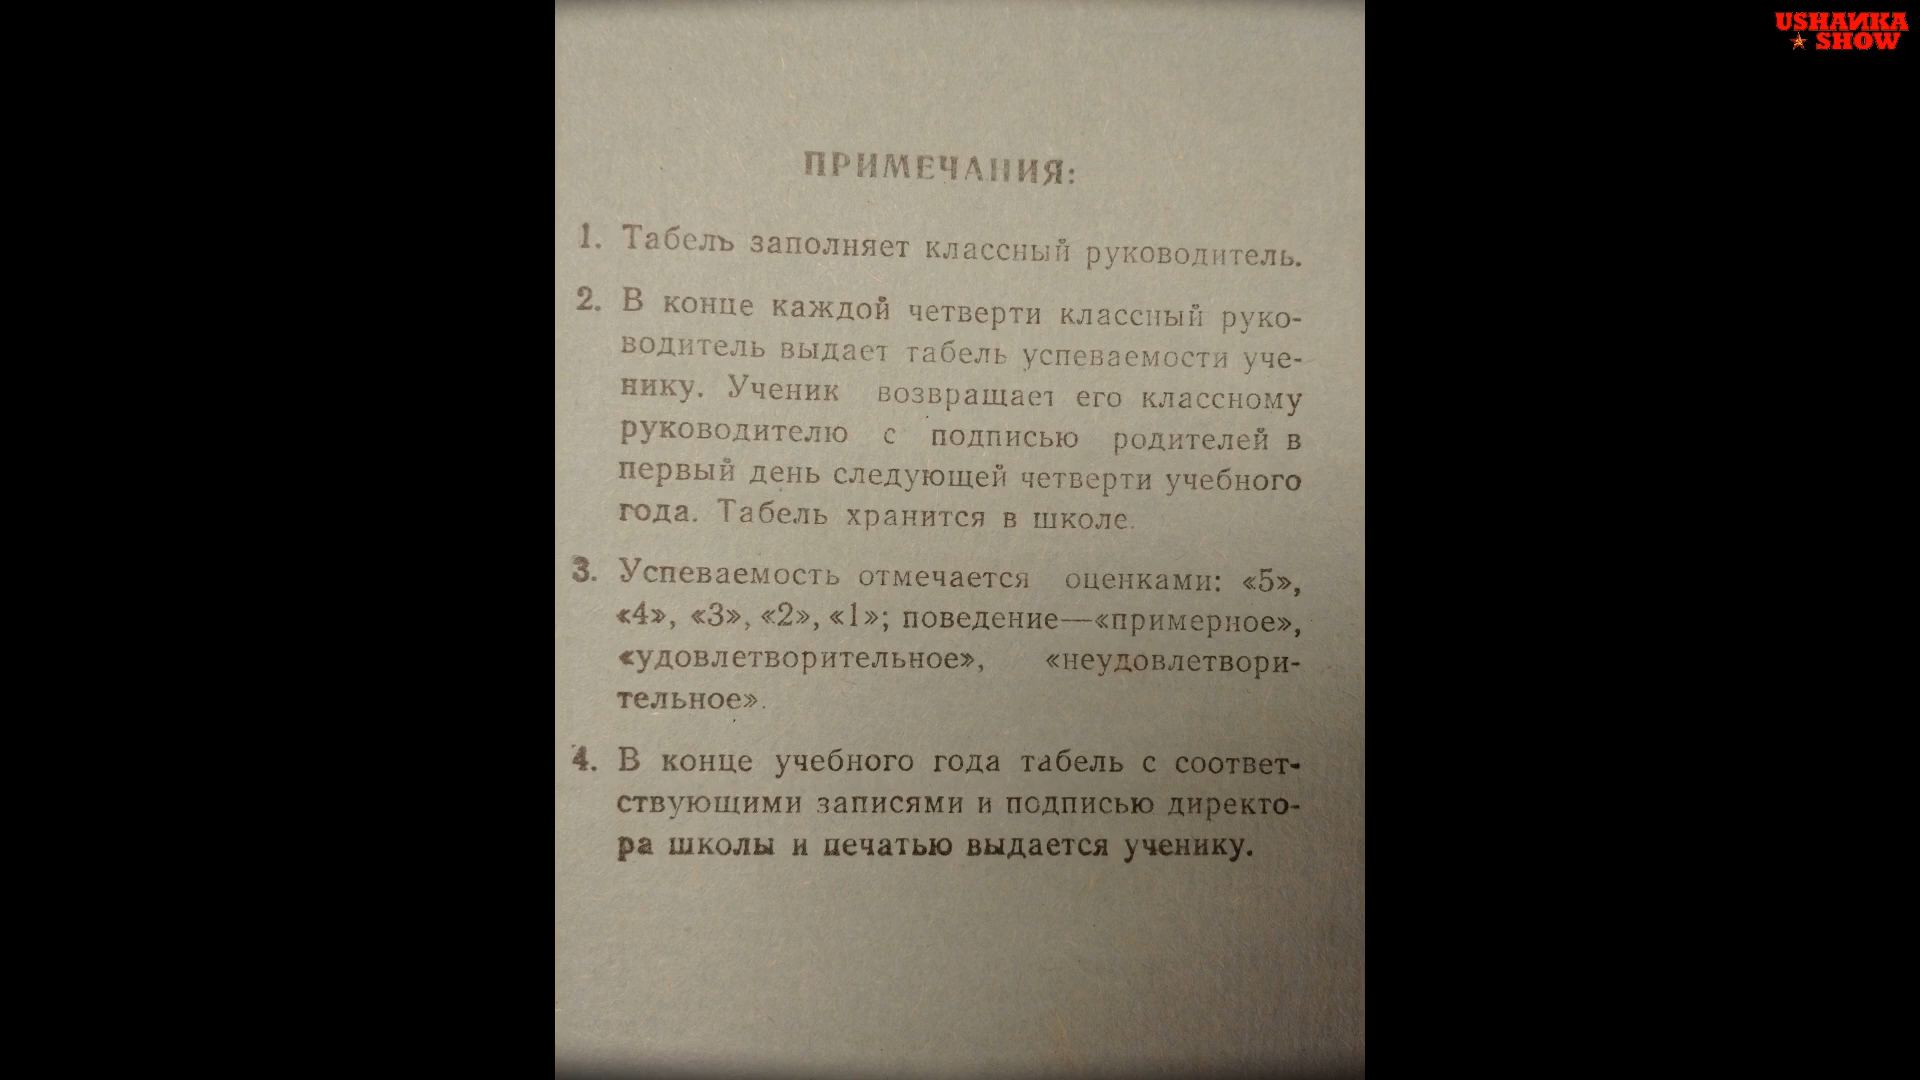 USHAИKA
SHOW
ПРИМЕЧАНИЯ:
1. Табель заполняет классный руководитель.
2. В конце каждой четверти классный руко-
водитель выдает табель успеваемости уче-
нику. Ученик возвращает его классному
руководителю с подписью родителей в
первый день следующей четверти учебного
года. Табель хранится в школе.
3. Успеваемость отмечается оценками: «5»,
«4», «3», «2», «1»; поведение—«примерное»,
«удовлетворительное», «неудовлетвори-
тельное».
4. В конце учебного года табель с соответ-
ствующими записями и подписью директо-
ра школы и печатью выдается ученику.